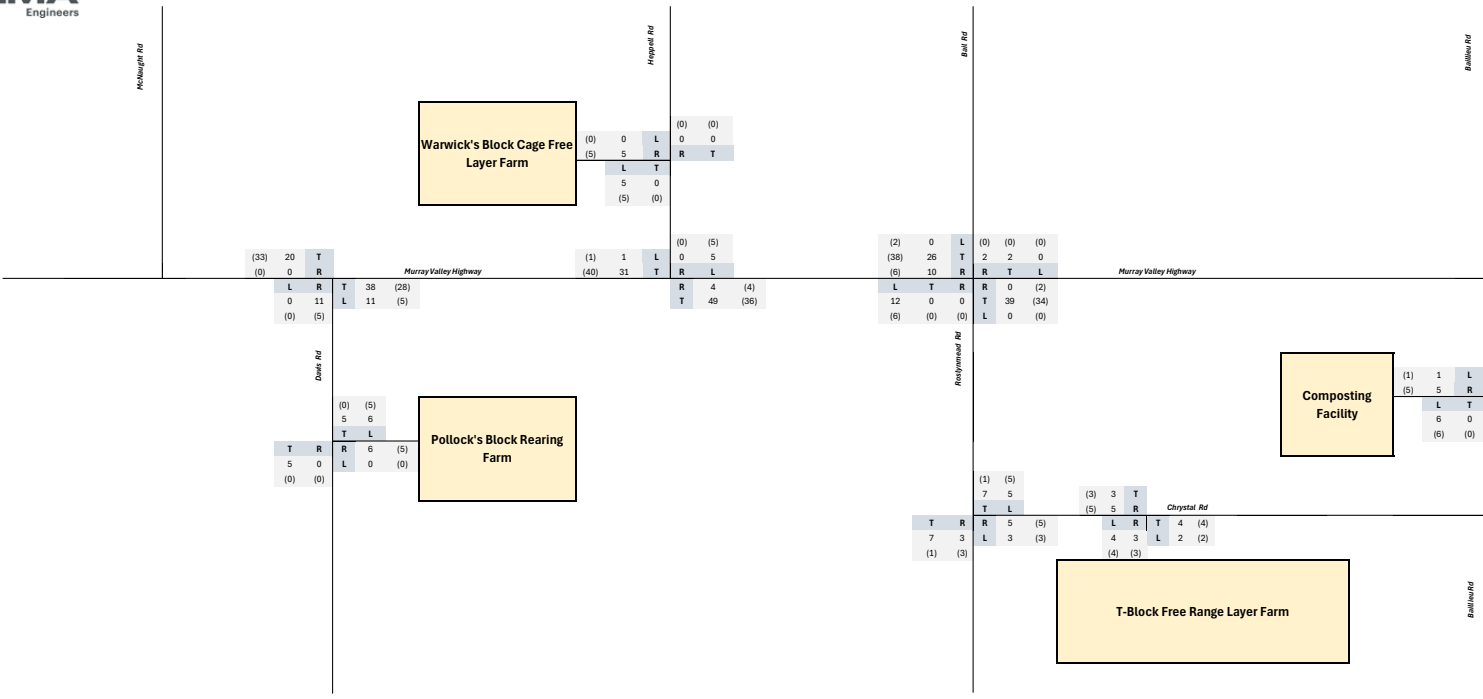 Engineers
McNaught Rd
Heppell Rd
Bail Rd
Baillieu Rd
Warwick's Block Cage Free
Layer Farm
(0) 0 L
(5) 5 R
(0) (0)
0 0
R T
L T
5 0
(5) (0)
(33) 20 T
(0) 0 R
Murray Valley Highway
L R
0 11
(0) (5)
T 38 (28)
L 11 (5)
(1) 1 L
(40) 31 T
(0) (5)
0 5
R L
R 4 (4)
T 49 (36)
(2) 0 L
(38) 26 T
(6) 10 R
(0) (0) (0)
2 2 0
R T L
Murray Valley Highway
L T R
12 0 0
(6) (0) (0)
R 0 (2)
T 39 (34)
L 0 (0)
Davis Rd
Roslynmead Rd
(0) (5)
5 6
T L
T R
5 0
(0) (0)
R 6 (5)
L 0 (0)
Pollock's Block Rearing
Farm
Composting
Facility
(1) 1 L
(5) 5 R
L T
6 0
(6) (0)
(1) (5)
7 5
T L
T R
7 3
(1) (3)
R 5 (5)
L 3 (3)
(3) 3 T
(5) 5 R
Chrystal Rd
L R
4 3
(4) (3)
T 4 (4)
L 2 (2)
T-Block Free Range Layer Farm
Baillieu Rd